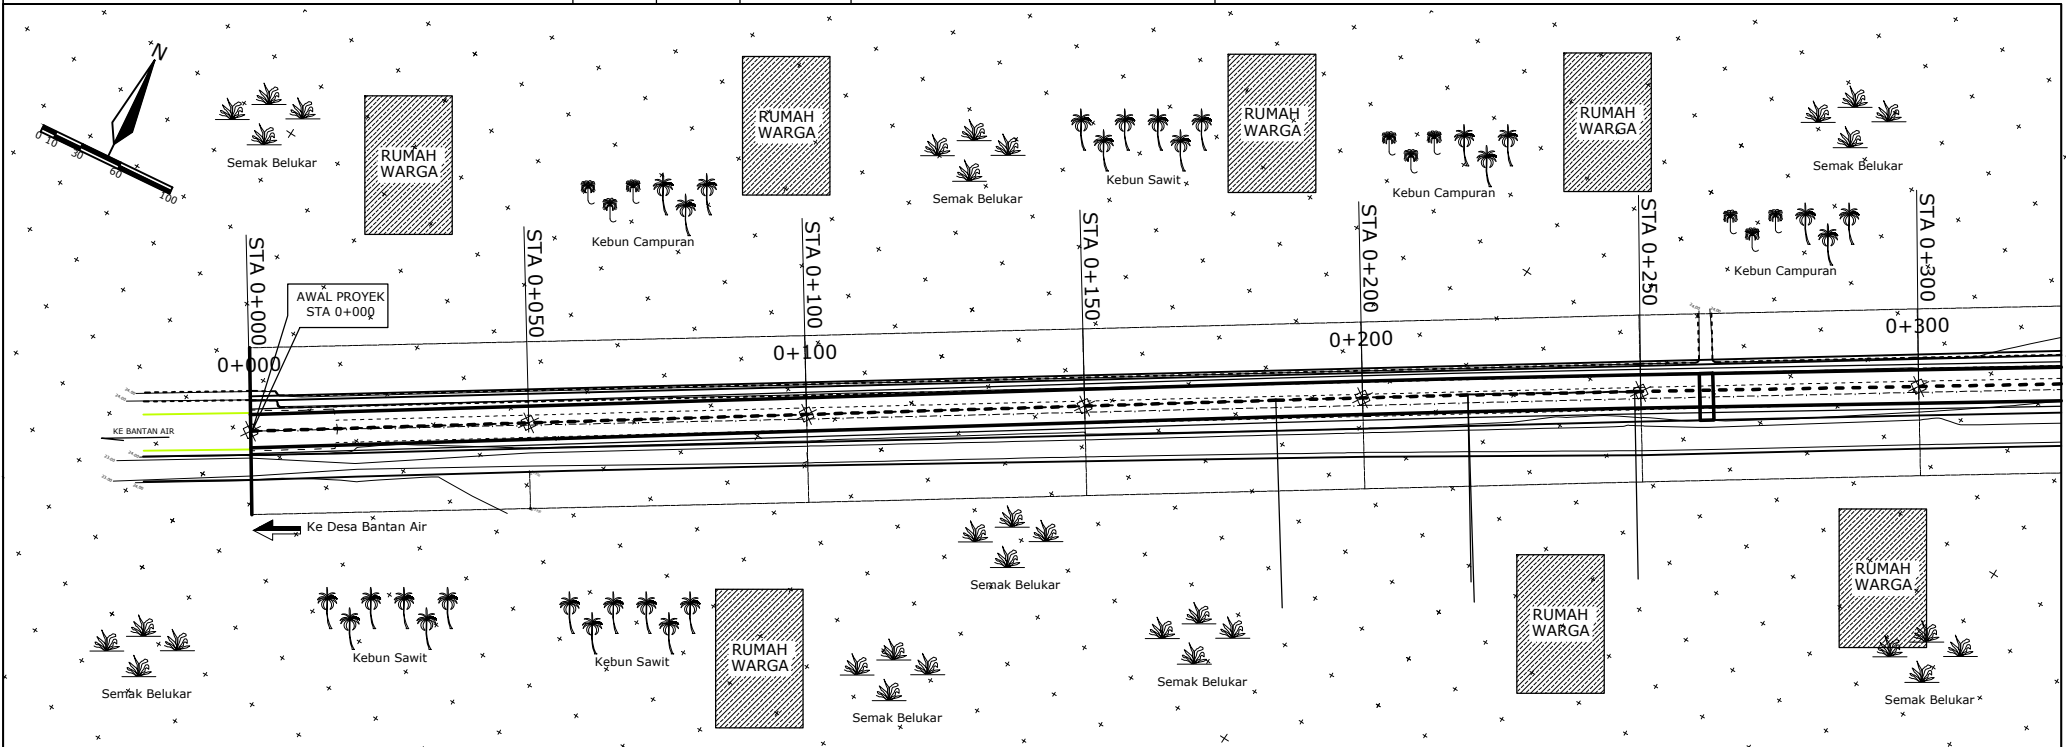 N
0
10
30
60
100
Semak Belukar
RUMAH
WARGA
Kebun Campuran
RUMAH
WARGA
Semak Belukar
Kebun Sawit
RUMAH
WARGA
Kebun Campuran
RUMAH
WARGA
Semak Belukar
Kebun Campuran
STA 0+000
STA 0+050
STA 0+100
STA 0+150
STA 0+200
STA 0+250
STA 0+300
AWAL PROYEK
STA 0+000
0+000
0+100
0+200
0+300
KE BANTAN AIR
Ke Desa Bantan Air
Semak Belukar
Kebun Sawit
Kebun Sawit
RUMAH
WARGA
Semak Belukar
Semak Belukar
Semak Belukar
RUMAH
WARGA
RUMAH
WARGA
Semak Belukar